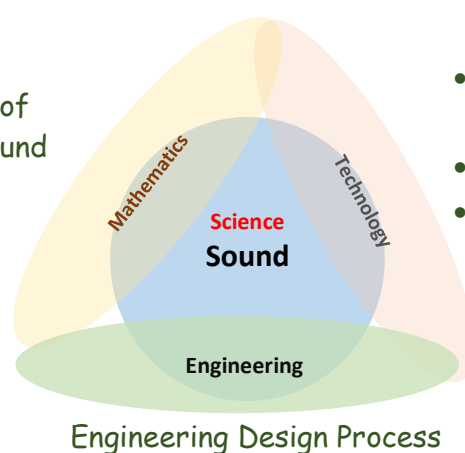 of
und
Mathematics
Technology
Science
Sound
Engineering
Engineering Design Process